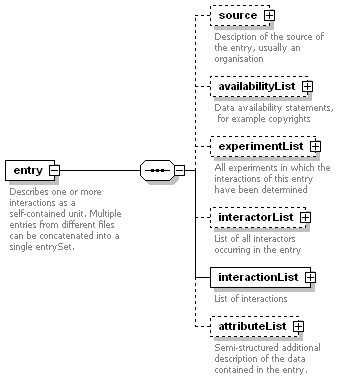 source
Desciption of the source of
the entry, usually an
organisation
availabilityList
Data availability statements,
for example copyrights
experimentList
All experiments in which the
interactions of this entry
have been determined
entry
Describes one or more
interactions as a
self-contained unit. Multiple
entries from different files
can be concatenated into a
single entrySet.
interactorList
List of all interactors
occurring in the entry
interactionList
List of interactions
attributeList
Semi-structured additional
description of the data
contained in the entry.